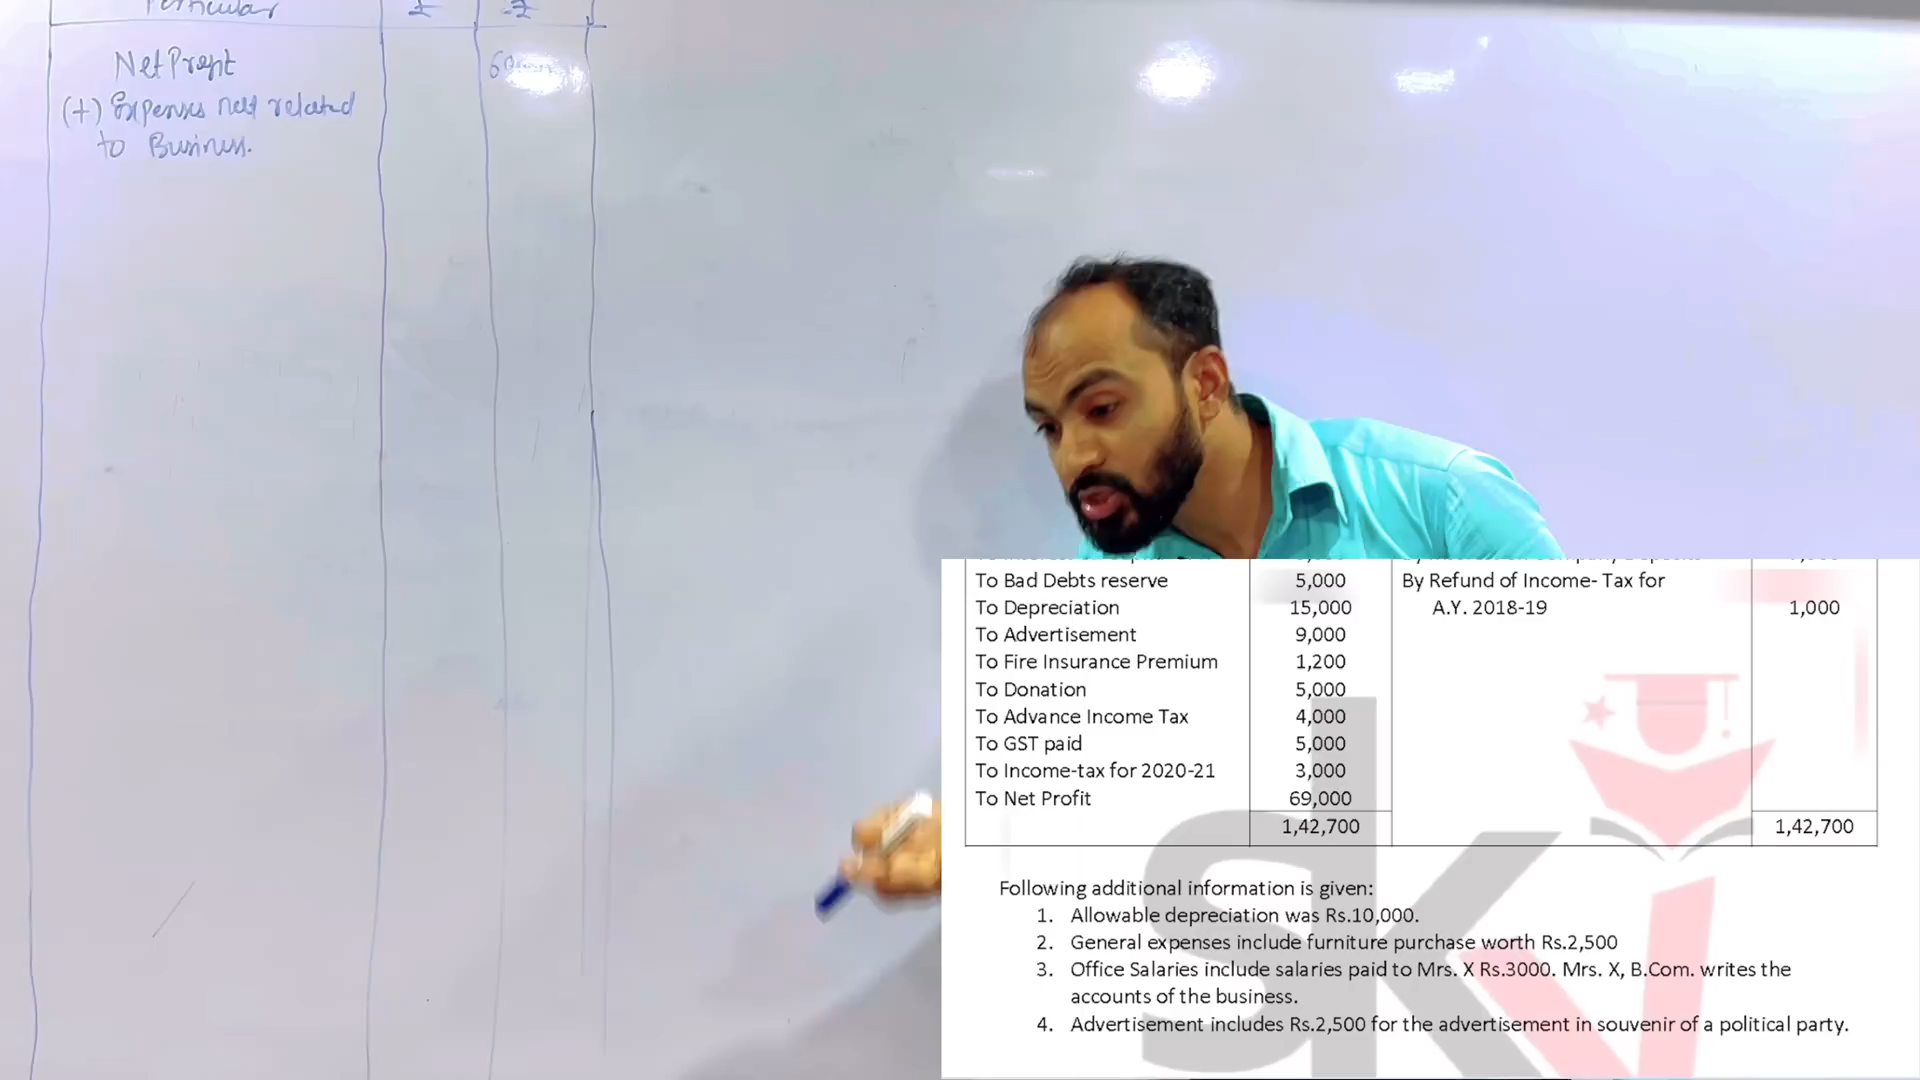 Particular ₹ ₹
Net Profit
(+) Expenses not related
to Business.
To Bad Debts reserve 5,000 By Refund of Income- Tax for
To Depreciation 15,000 A.Y. 2018-19 1,000
To Advertisement 9,000
To Fire Insurance Premium 1,200
To Donation 5,000
To Advance Income Tax 4,000
To GST paid 5,000
To Income-tax for 2020-21 3,000
To Net Profit 69,000
1,42,700 1,42,700
Following additional information is given:
1. Allowable depreciation was Rs.10,000.
2. General expenses include furniture purchase worth Rs.2,500
3. Office Salaries include salaries paid to Mrs. X Rs.3000. Mrs. X, B.Com. writes the
accounts of the business.
4. Advertisement includes Rs.2,500 for the advertisement in souvenir of a political party.
skv